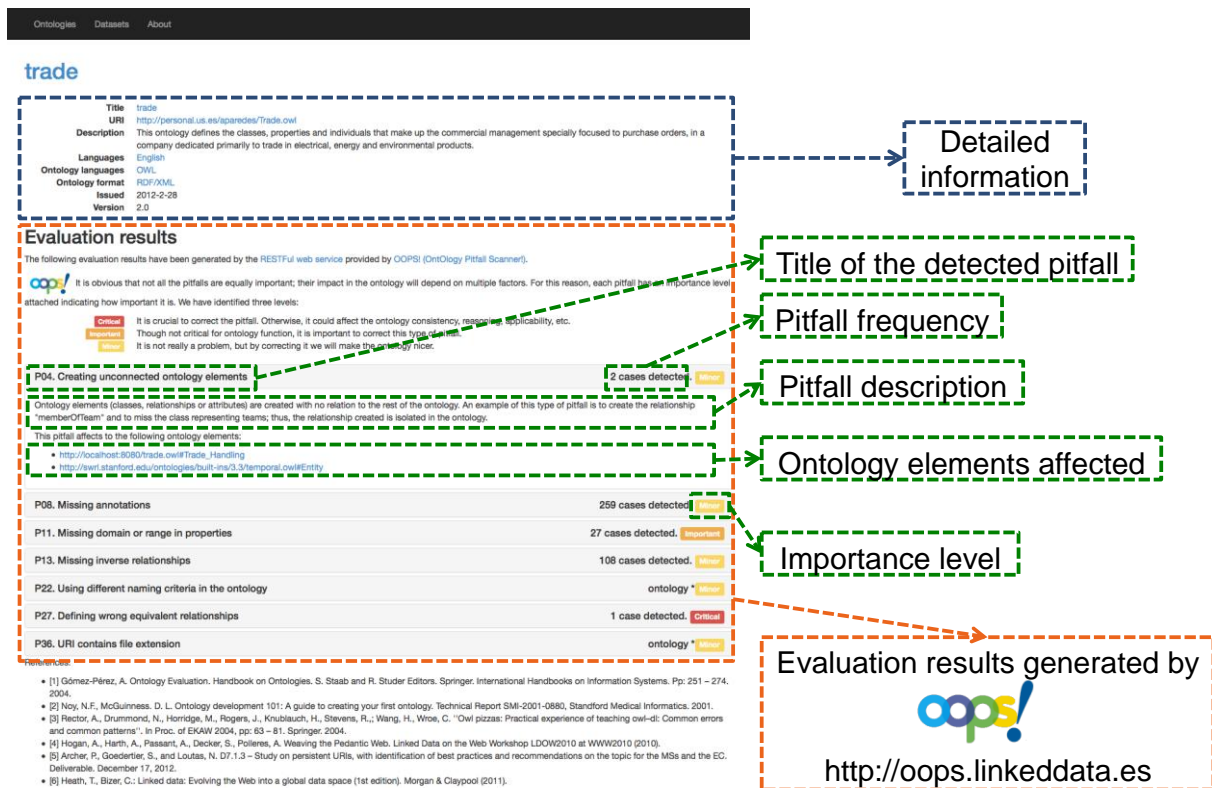 Ontologies Datasets About
trade
Title trade
URI http://personal.us.es/aparedes/Trade.owl
Description This ontology defines the classes, properties and individuals that make up the commercial management specially focused to purchase orders, in a
company dedicated primarily to trade in electrical, energy and environmental products.
Languages English
Ontology languages OWL
Ontology format RDF/XML
Issued 2012-2-28
Version 2.0
Detailed
information
Evaluation results
The following evaluation results have been generated by the RESTFul web service provided by OOPS! (OntOlogy Pitfall Scanner!).
oops! It is obvious that not all the pitfalls are equally important; their impact in the ontology will depend on multiple factors. For this reason, each pitfall has an importance level
attached indicating how important it is. We have identified three levels:
Critical It is crucial to correct the pitfall. Otherwise, it could affect the ontology consistency, reasoning, applicability, etc.
Important Though not critical for ontology function, it is important to correct this type of pitfall.
Minor It is not really a problem, but by correcting it we will make the ontology nicer.
P04. Creating unconnected ontology elements 2 cases detected. Minor
Ontology elements (classes, relationships or attributes) are created with no relation to the rest of the ontology. An example of this type of pitfall is to create the relationship
"memberOfTeam" and to miss the class representing teams; thus, the relationship created is isolated in the ontology.
This pitfall affects to the following ontology elements:
• http://localhost:8080/trade.owl#Trade_Handling
• http://swrl.stanford.edu/ontologies/built-ins/3.3/temporal.owl#Entity
P08. Missing annotations 259 cases detected. Minor
P11. Missing domain or range in properties 27 cases detected. Important
P13. Missing inverse relationships 108 cases detected. Minor
P22. Using different naming criteria in the ontology ontology * Minor
P27. Defining wrong equivalent relationships 1 case detected. Critical
P36. URI contains file extension ontology * Minor
Title of the detected pitfall
Pitfall frequency
Pitfall description
Ontology elements affected
Importance level
Evaluation results generated by
oops!
http://oops.linkeddata.es
References:
• [1] Gómez-Pérez, A. Ontology Evaluation. Handbook on Ontologies. S. Staab and R. Studer Editors. Springer. International Handbooks on Information Systems. Pp: 251 – 274.
2004.
• [2] Noy, N.F., McGuinness. D. L. Ontology development 101: A guide to creating your first ontology. Technical Report SMI-2001-0880, Standford Medical Informatics. 2001.
• [3] Rector, A., Drummond, N., Horridge, M., Rogers, J., Knublauch, H., Stevens, R.,; Wang, H., Wroe, C. ''Owl pizzas: Practical experience of teaching owl-dl: Common errors
and common patterns''. In Proc. of EKAW 2004, pp: 63 – 81. Springer. 2004.
• [4] Hogan, A., Harth, A., Passant, A., Decker, S., Polleres, A. Weaving the Pedantic Web. Linked Data on the Web Workshop LDOW2010 at WWW2010 (2010).
• [5] Archer, P., Goedertier, S., and Loutas, N. D7.1.3 – Study on persistent URIs, with identification of best practices and recommendations on the topic for the MSs and the EC.
Deliverable. December 17, 2012.
• [6] Heath, T., Bizer, C.: Linked data: Evolving the Web into a global data space (1st edition). Morgan & Claypool (2011).